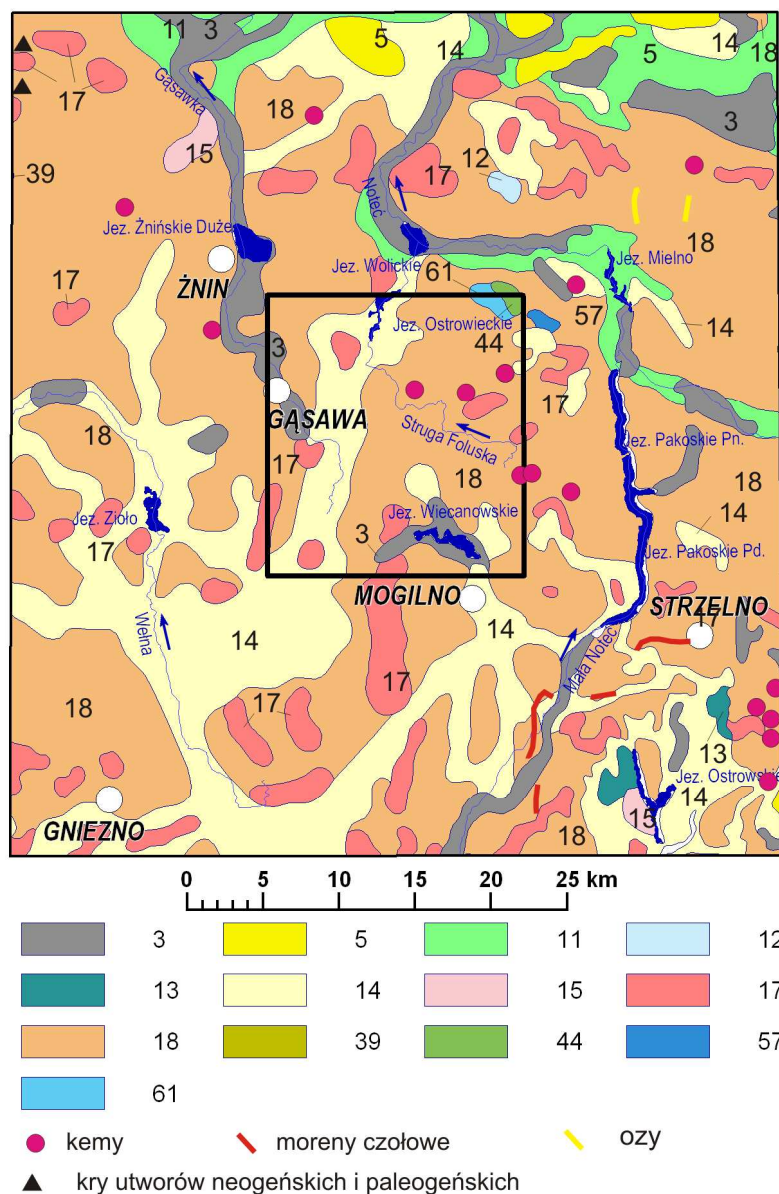 11 3 5 14 5 14 18
17 Gąsawka 18 3
15 12 17
39 Noteć
Jez. Żnińskie Duże 18
Jez. Wolickie Jez. Mielno
ŻNIN 61
17 Jez. Ostrowieckie 57 14
3 44
GĄSAWA 17
18 Struga Foluska Jez. Pakoskie Pn.
17 18 18
Jez. Zioło Jez. Wiecanowskie 14
17 3 Jez. Pakoskie Pd.
MOGILNO STRZELNO
17
Wełna 14 14 Mała Noteć
18 17 17
13
Jez. Ostrowskie
15 14
GNIEZNO 18
0 5 10 15 20 25 km
3 5 11 12
13 14 15 17
18 39 44 57
61
kemy moreny czołowe ozy
kry utworów neogeńskich i paleogeńskich